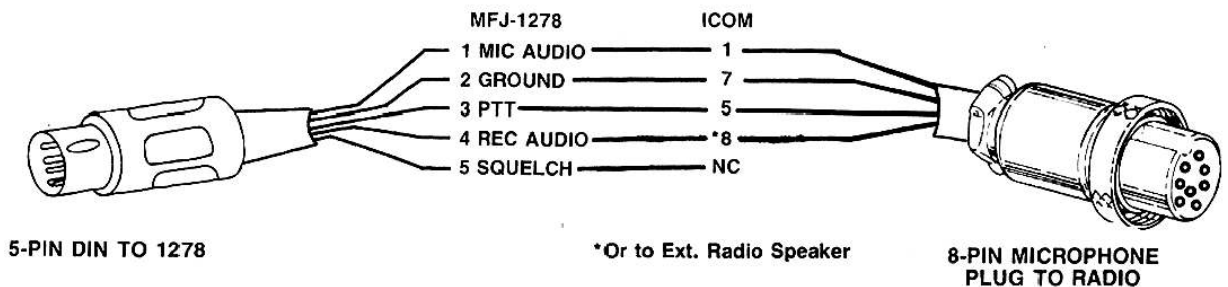 MFJ-1278 ICOM
1 MIC AUDIO 1
2 GROUND 7
3 PTT 5
4 REC AUDIO *8
5 SQUELCH NC
5-PIN DIN TO 1278
*Or to Ext. Radio Speaker
8-PIN MICROPHONE
PLUG TO RADIO